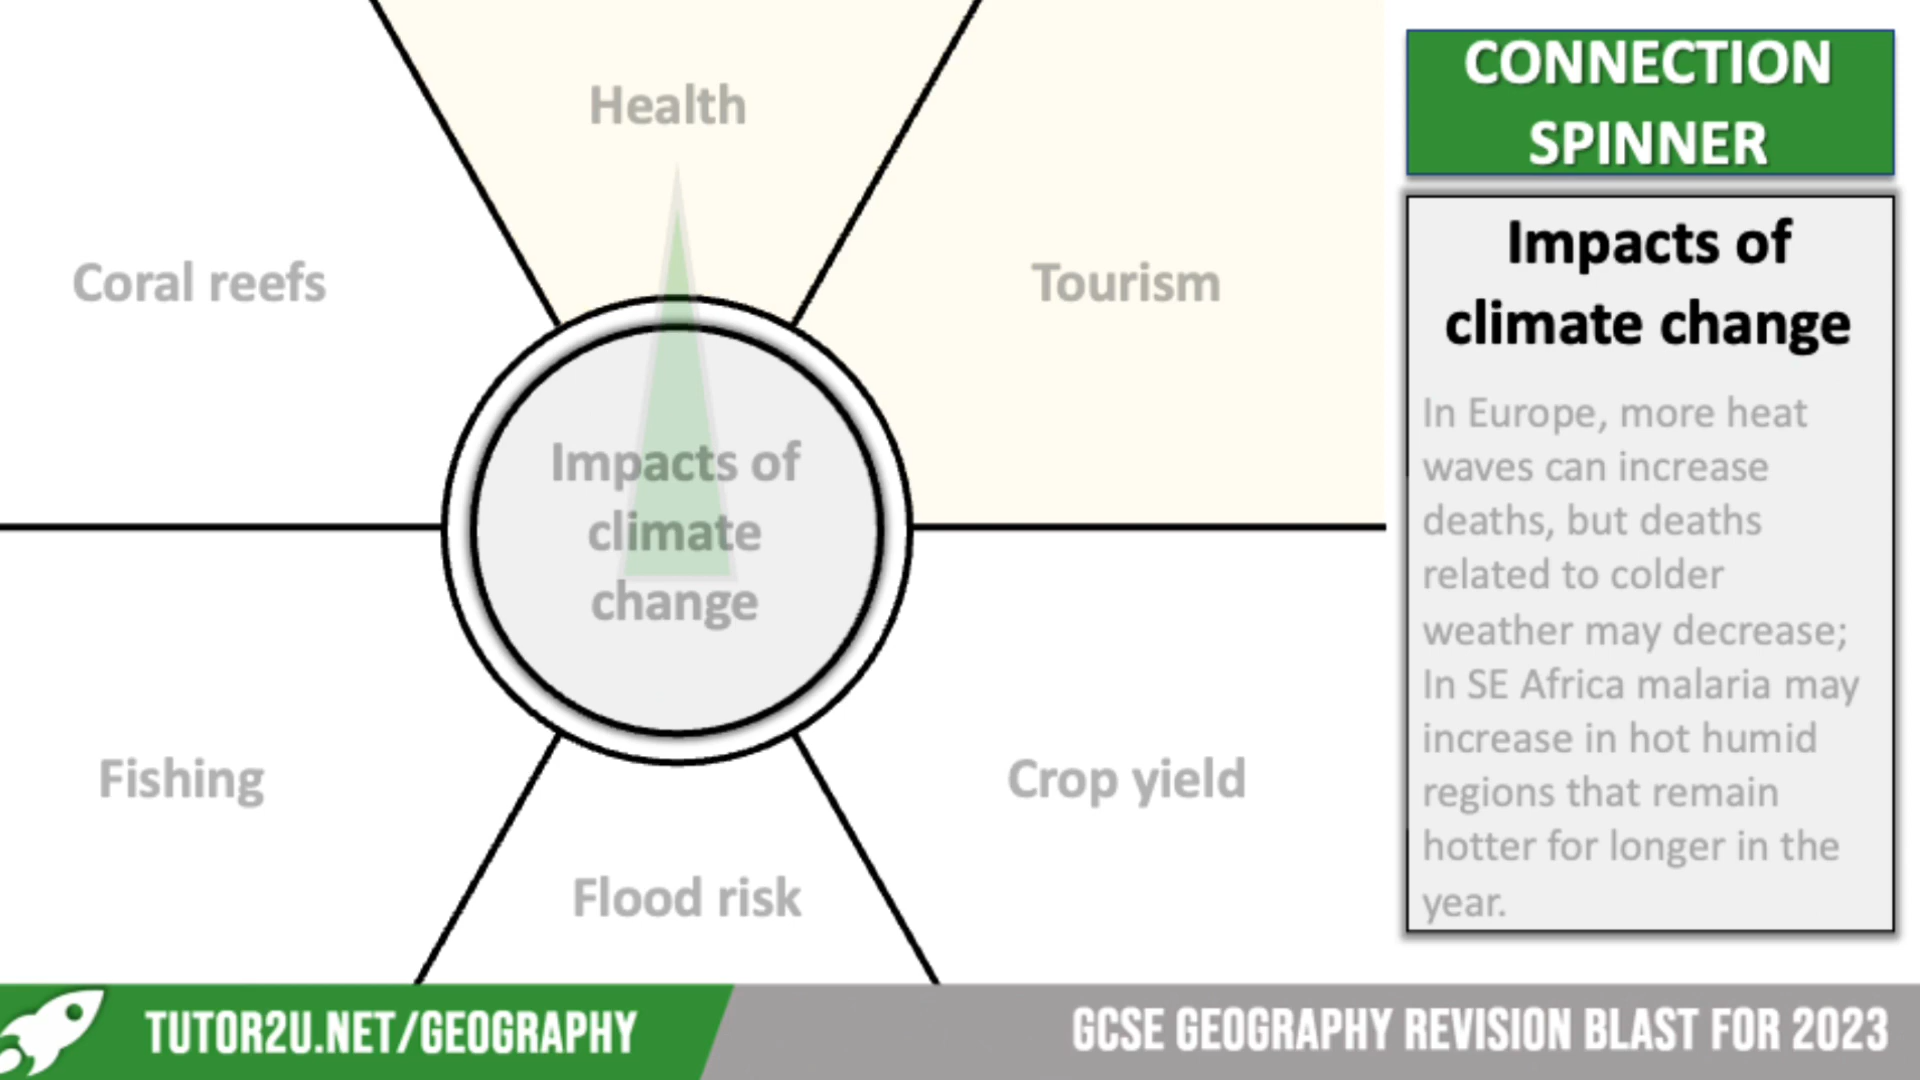 Health
Coral reefs
Tourism
Impacts of
climate
change
Fishing
Crop yield
Flood risk
CONNECTION
SPINNER
Impacts of
climate change
In Europe, more heat
waves can increase
deaths, but deaths
related to colder
weather may decrease;
In SE Africa malaria may
increase in hot humid
regions that remain
hotter for longer in the
year.
TUTOR2U.NET/GEOGRAPHY
GCSE GEOGRAPHY REVISION BLAST FOR 2023